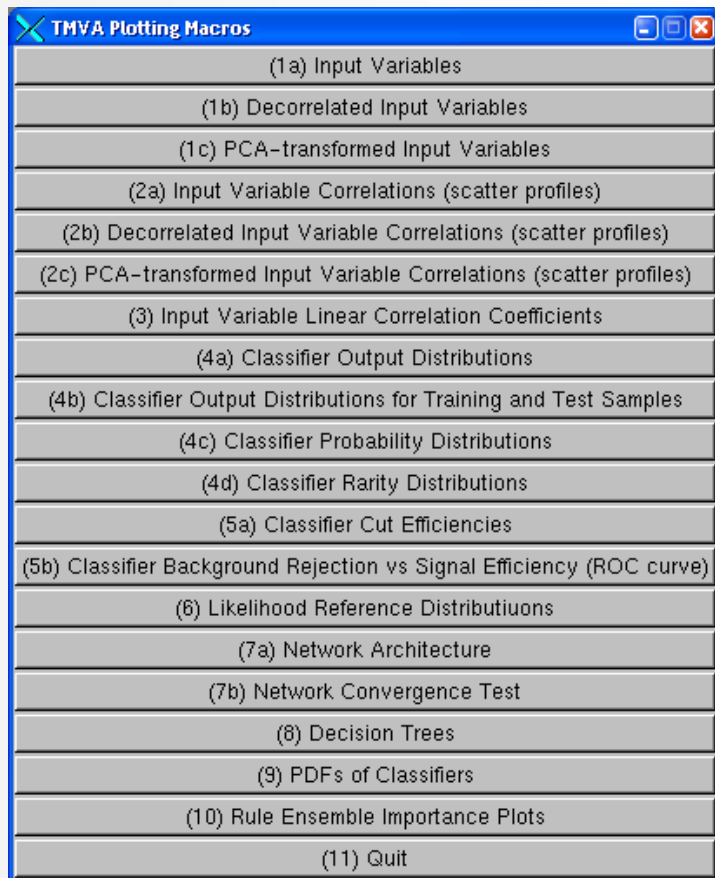 TMVA Plotting Macros
(1a) Input Variables
(1b) Decorrelated Input Variables
(1c) PCA-transformed Input Variables
(2a) Input Variable Correlations (scatter profiles)
(2b) Decorrelated Input Variable Correlations (scatter profiles)
(2c) PCA-transformed Input Variable Correlations (scatter profiles)
(3) Input Variable Linear Correlation Coefficients
(4a) Classifier Output Distributions
(4b) Classifier Output Distributions for Training and Test Samples
(4c) Classifier Probability Distributions
(4d) Classifier Rarity Distributions
(5a) Classifier Cut Efficiencies
(5b) Classifier Background Rejection vs Signal Efficiency (ROC curve)
(6) Likelihood Reference Distributiuons
(7a) Network Architecture
(7b) Network Convergence Test
(8) Decision Trees
(9) PDFs of Classifiers
(10) Rule Ensemble Importance Plots
(11) Quit